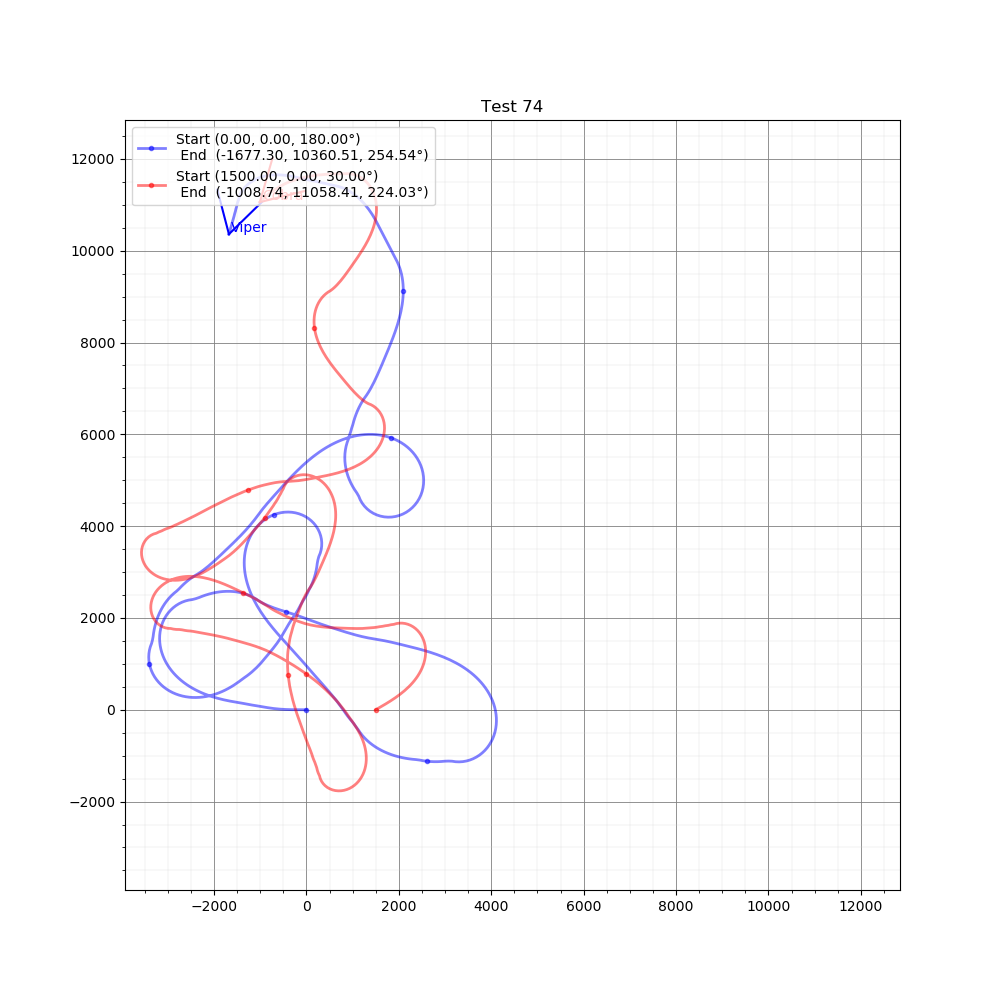 Test 74
Start (0.00, 0.00, 180.00°)
End (-1677.30, 10360.51, 254.54°)
Start (1500.00, 0.00, 30.00°)
End (-1008.74, 11058.41, 224.03°)
Viper
12000
10000
8000
6000
4000
2000
0
−2000
−2000 0 2000 4000 6000 8000 10000 12000